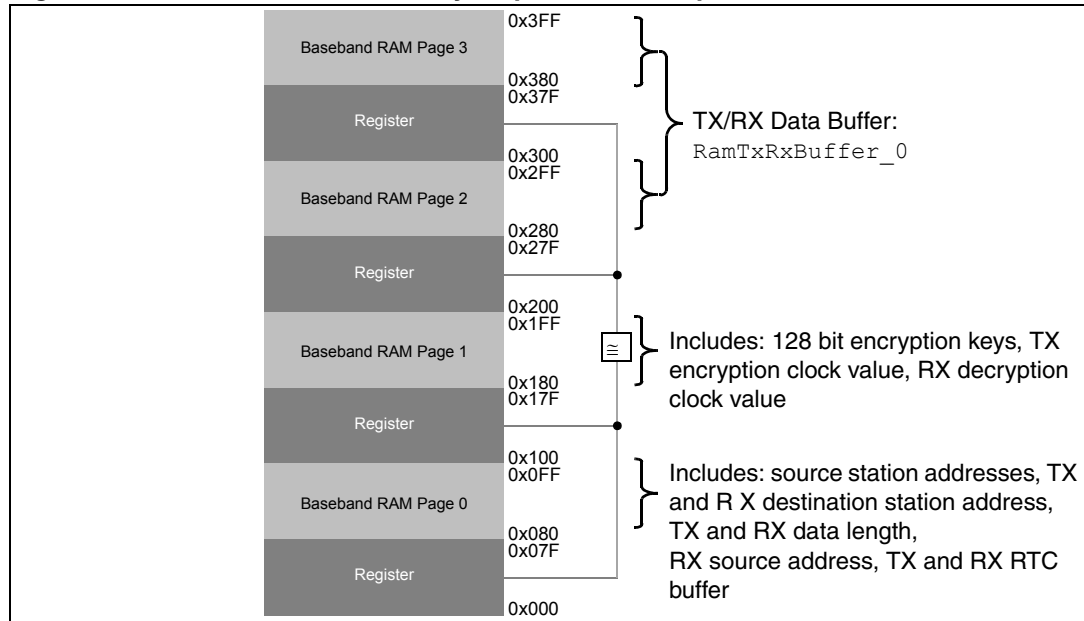 0x3FF
Baseband RAM Page 3
0x380
0x37F
Register
TX/RX Data Buffer:
RamTxRxBuffer_0
0x300
0x2FF
Baseband RAM Page 2
0x280
0x27F
Register
0x200
0x1FF
Baseband RAM Page 1
≅
Includes: 128 bit encryption keys, TX
encryption clock value, RX decryption
clock value
0x180
0x17F
Register
0x100
0x0FF
Baseband RAM Page 0
Includes: source station addresses, TX
and R X destination station address,
TX and RX data length,
RX source address, TX and RX RTC
buffer
0x080
0x07F
Register
0x000